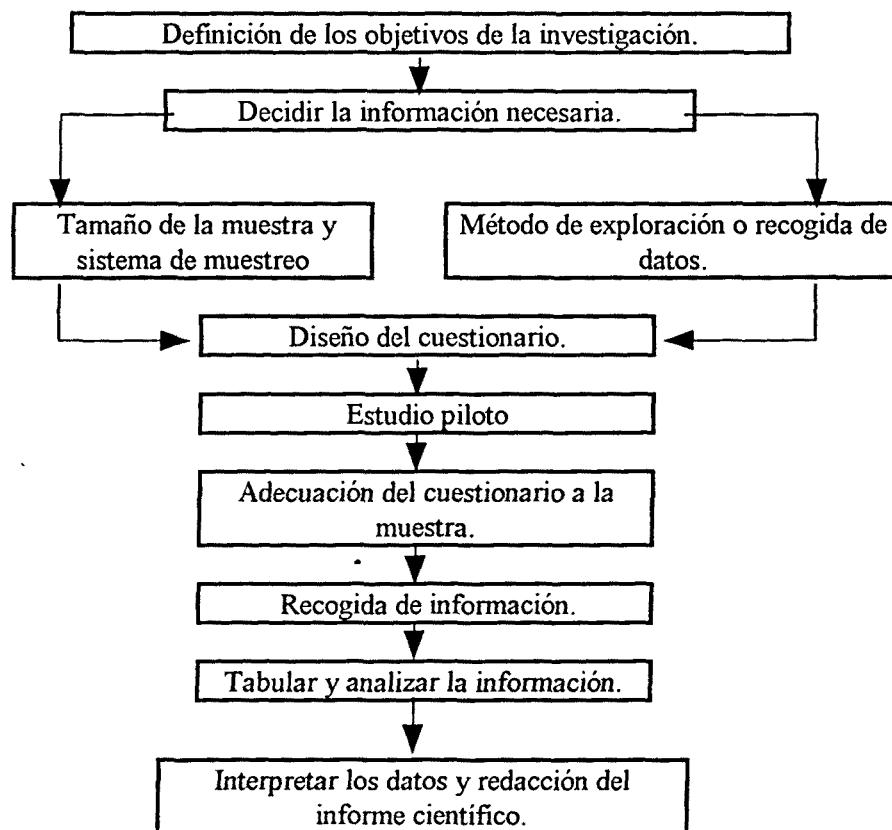 Definición de los objetivos de la investigación.
Decidir la información necesaria.
Tamaño de la muestra y
sistema de muestreo
Método de exploración o recogida de
datos.
Diseño del cuestionario.
Estudio piloto
Adecuación del cuestionario a la
muestra.
Recogida de información.
Tabular y analizar la información.
Interpretar los datos y redacción del
informe científico.